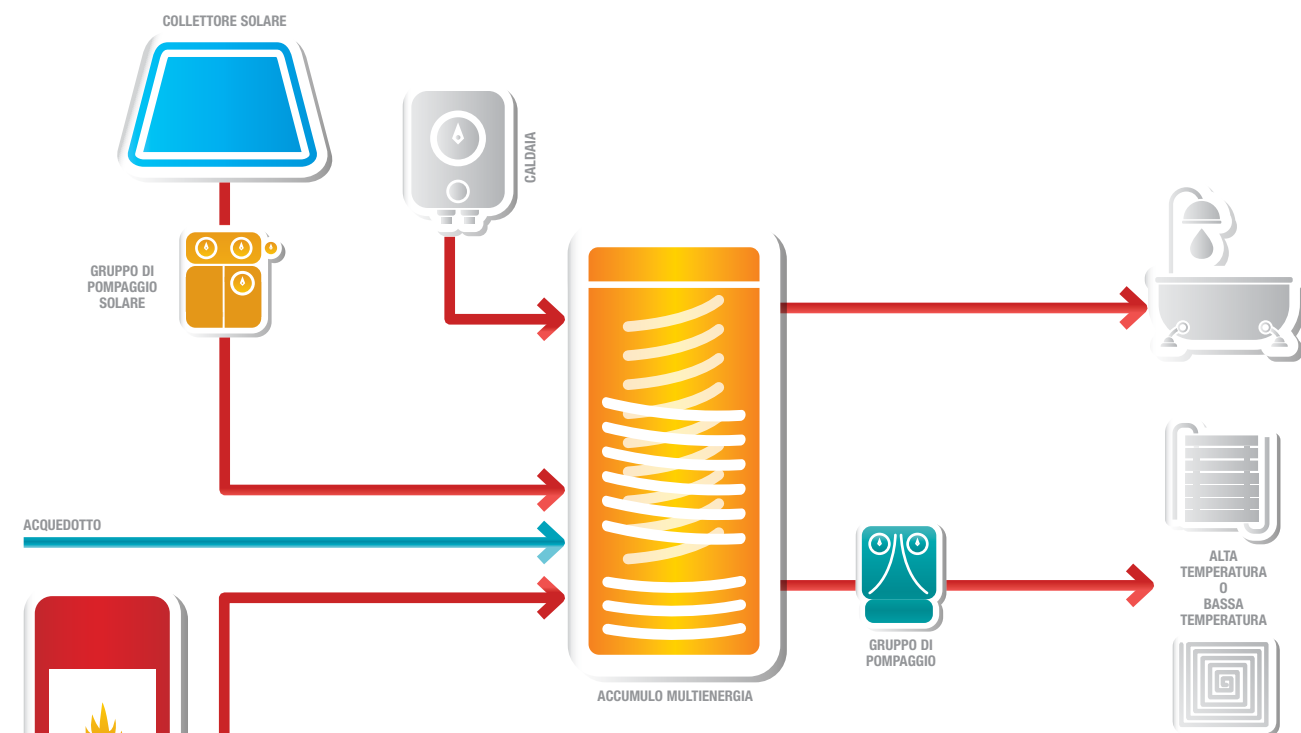 COLLETTORE SOLARE
CALDAIA
GRUPPO DI
POMPAGGIO
SOLARE
ACQUEDOTTO
ALTA
TEMPERATURA
O
BASSA
TEMPERATURA
GRUPPO DI
POMPAGGIO
ACCUMULO MULTIENERGIA